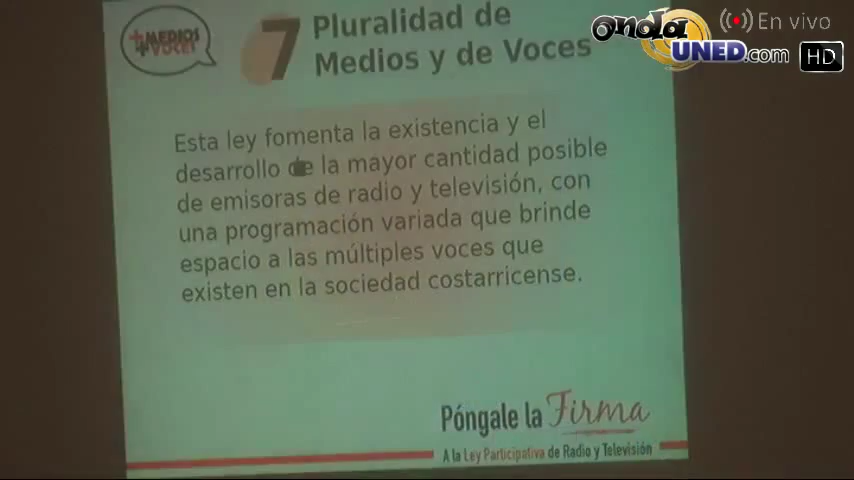 +MEDIOS
+VOCES
7
Pluralidad de
Medios y de Voces
onda
UNED.com
En vivo
HD
Esta ley fomenta la existencia y el
desarrollo de la mayor cantidad posible
de emisoras de radio y televisión, con
una programación variada que brinde
espacio a las múltiples voces que
existen en la sociedad costarricense.
Póngale la Firma
A la Ley Participativa de Radio y Televisión